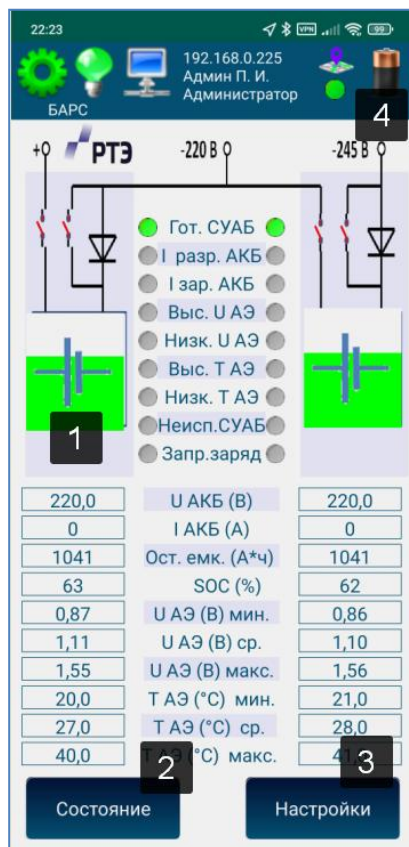 22:23 VPN 99
192.168.0.225
Админ П. И.
Администратор
БАРС
4
+ РТЭ -220 В -245 В
Гот. СУАБ
I разр. АКБ
I зар. АКБ
Выс. U АЭ
Низк. U АЭ
Выс. Т АЭ
Низк. Т АЭ
Неисп.СУАБ
Запр.заряд
1
220,0 U АКБ (В) 220,0
0 I АКБ (А) 0
1041 Ост. емк. (А*ч) 1041
63 SOC (%) 62
0,87 U АЭ (В) мин. 0,86
1,11 U АЭ (В) ср. 1,10
1,55 U АЭ (В) макс. 1,56
20,0 Т АЭ (°С) мин. 21,0
27,0 Т АЭ (°С) ср. 28,0
40,0 Т АЭ (°С) макс. 41,0
2 3
Состояние Настройки